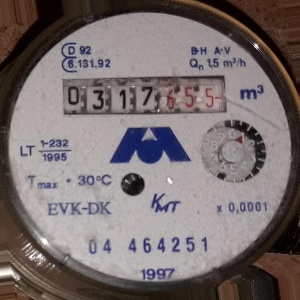 D 92 B-H A-V
6.131.92 Qn 1,5 m³/h
0317655 m³
LT 1-232
1995
Tmax • 30°C
EVK-DK KMT x 0,0001
04 464251
1997